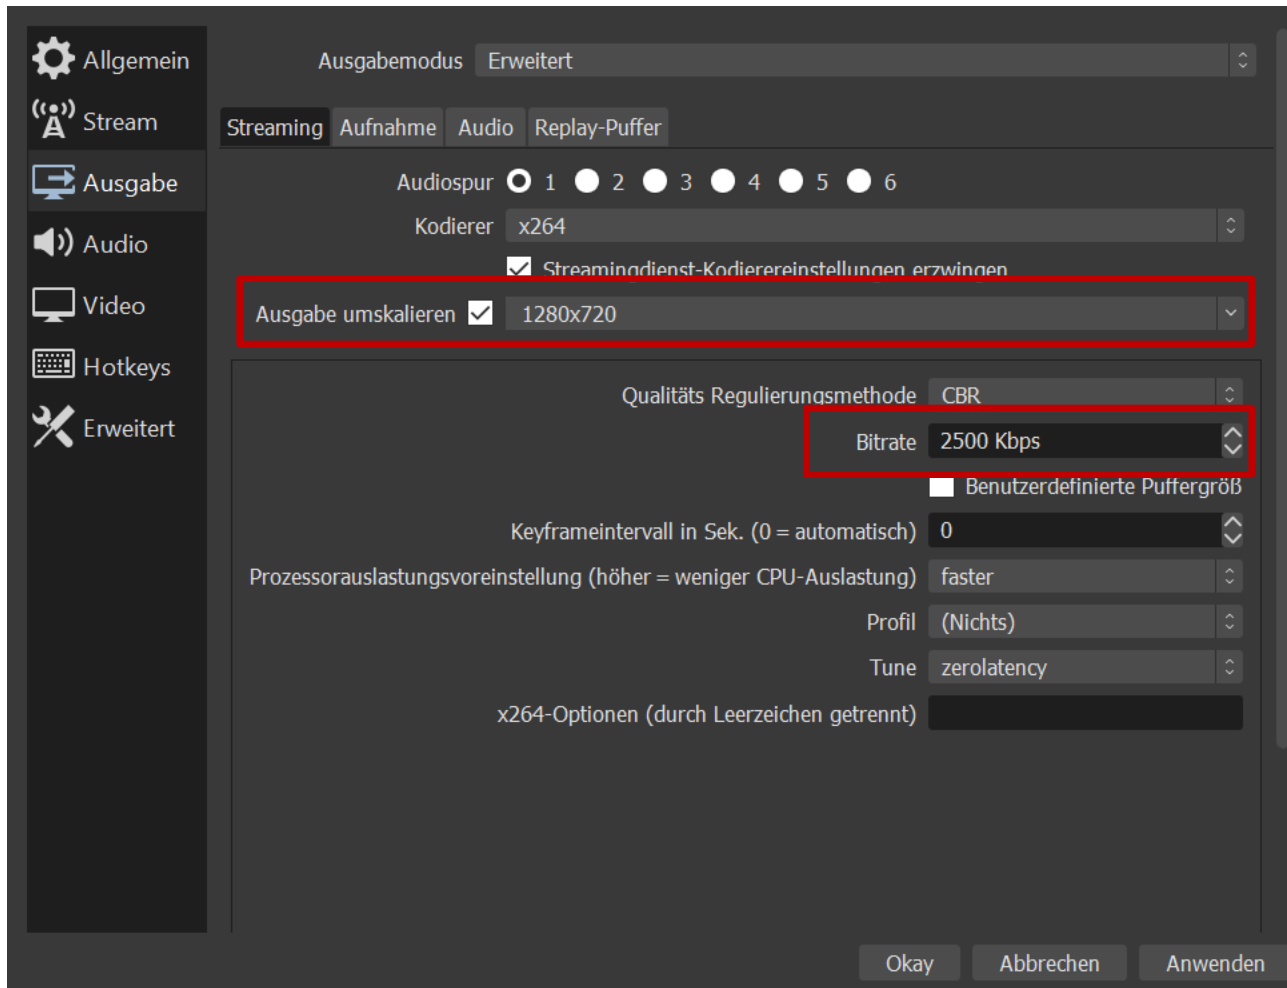 Allgemein
Stream
Ausgabe
Audio
Video
Hotkeys
Erweitert
Ausgabemodus Erweitert
Streaming Aufnahme Audio Replay-Puffer
Audiospur 1 2 3 4 5 6
Kodierer x264
Streamingdienst-Kodierereinstellungen erzwingen
Ausgabe umskalieren 1280x720
Qualitäts Regulierungsmethode CBR
Bitrate 2500 Kbps
Benutzerdefinierte Puffergröß
Keyframeintervall in Sek. (0 = automatisch) 0
Prozessorauslastungsvoreinstellung (höher = weniger CPU-Auslastung) faster
Profil (Nichts)
Tune zerolatency
x264-Optionen (durch Leerzeichen getrennt)
Okay Abbrechen Anwenden